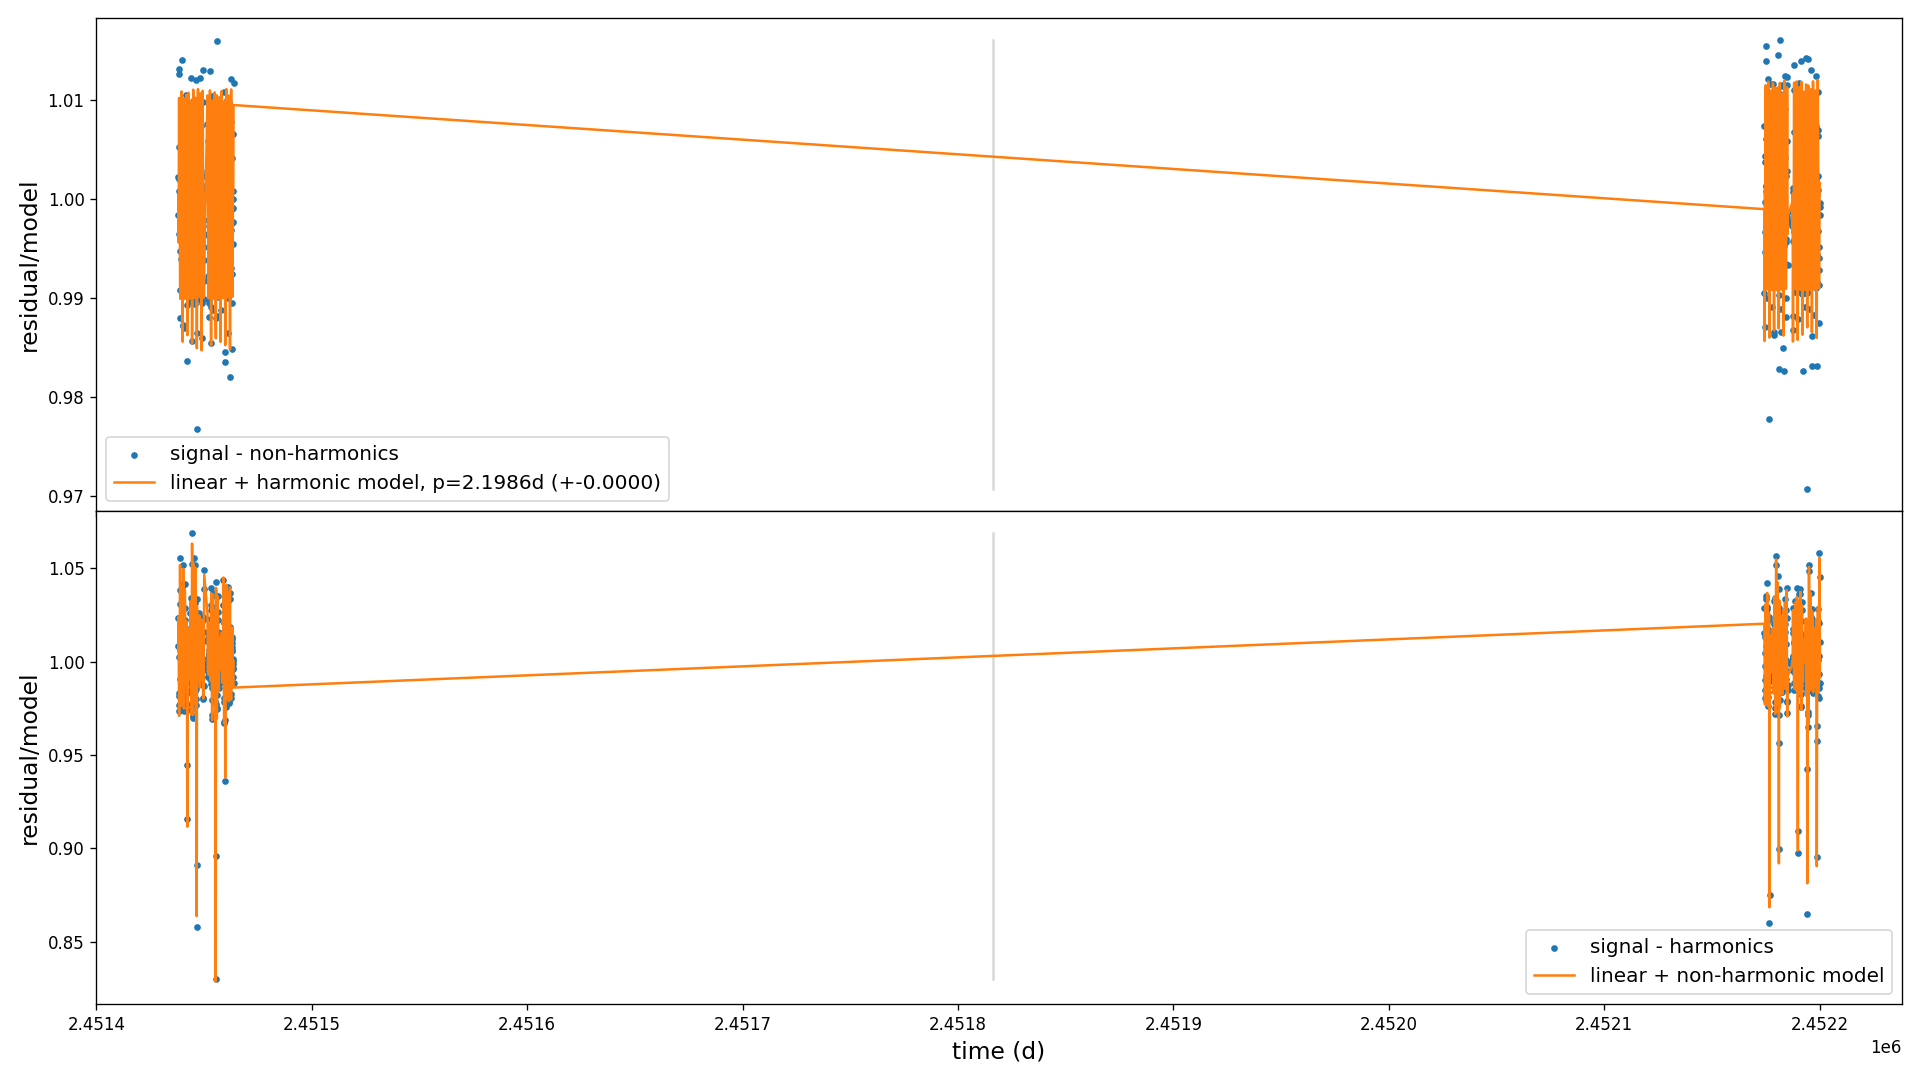 1.01
1.00
0.99
0.98
0.97
residual/model
signal - non-harmonics
linear + harmonic model, p=2.1986d (+-0.0000)
1.05
1.00
0.95
0.90
0.85
residual/model
signal - harmonics
linear + non-harmonic model
2.4514 2.4515 2.4516 2.4517 2.4518 2.4519 2.4520 2.4521 2.4522
time (d)
1e6